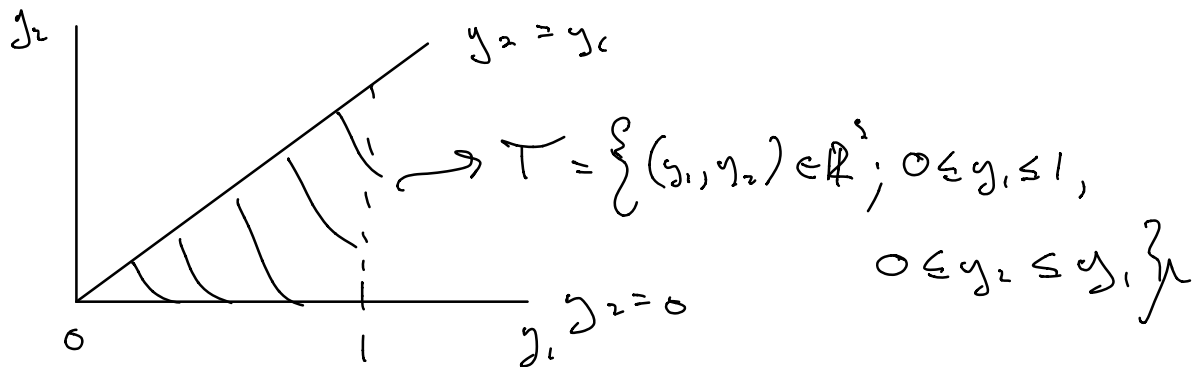 y₂
y₂ = y₁
T = {(y₁, y₂) ∈ ℝ²; 0 ≤ y₁ ≤ 1,
0 ≤ y₂ ≤ y₁}
y₂ = 0
0
1
y₁